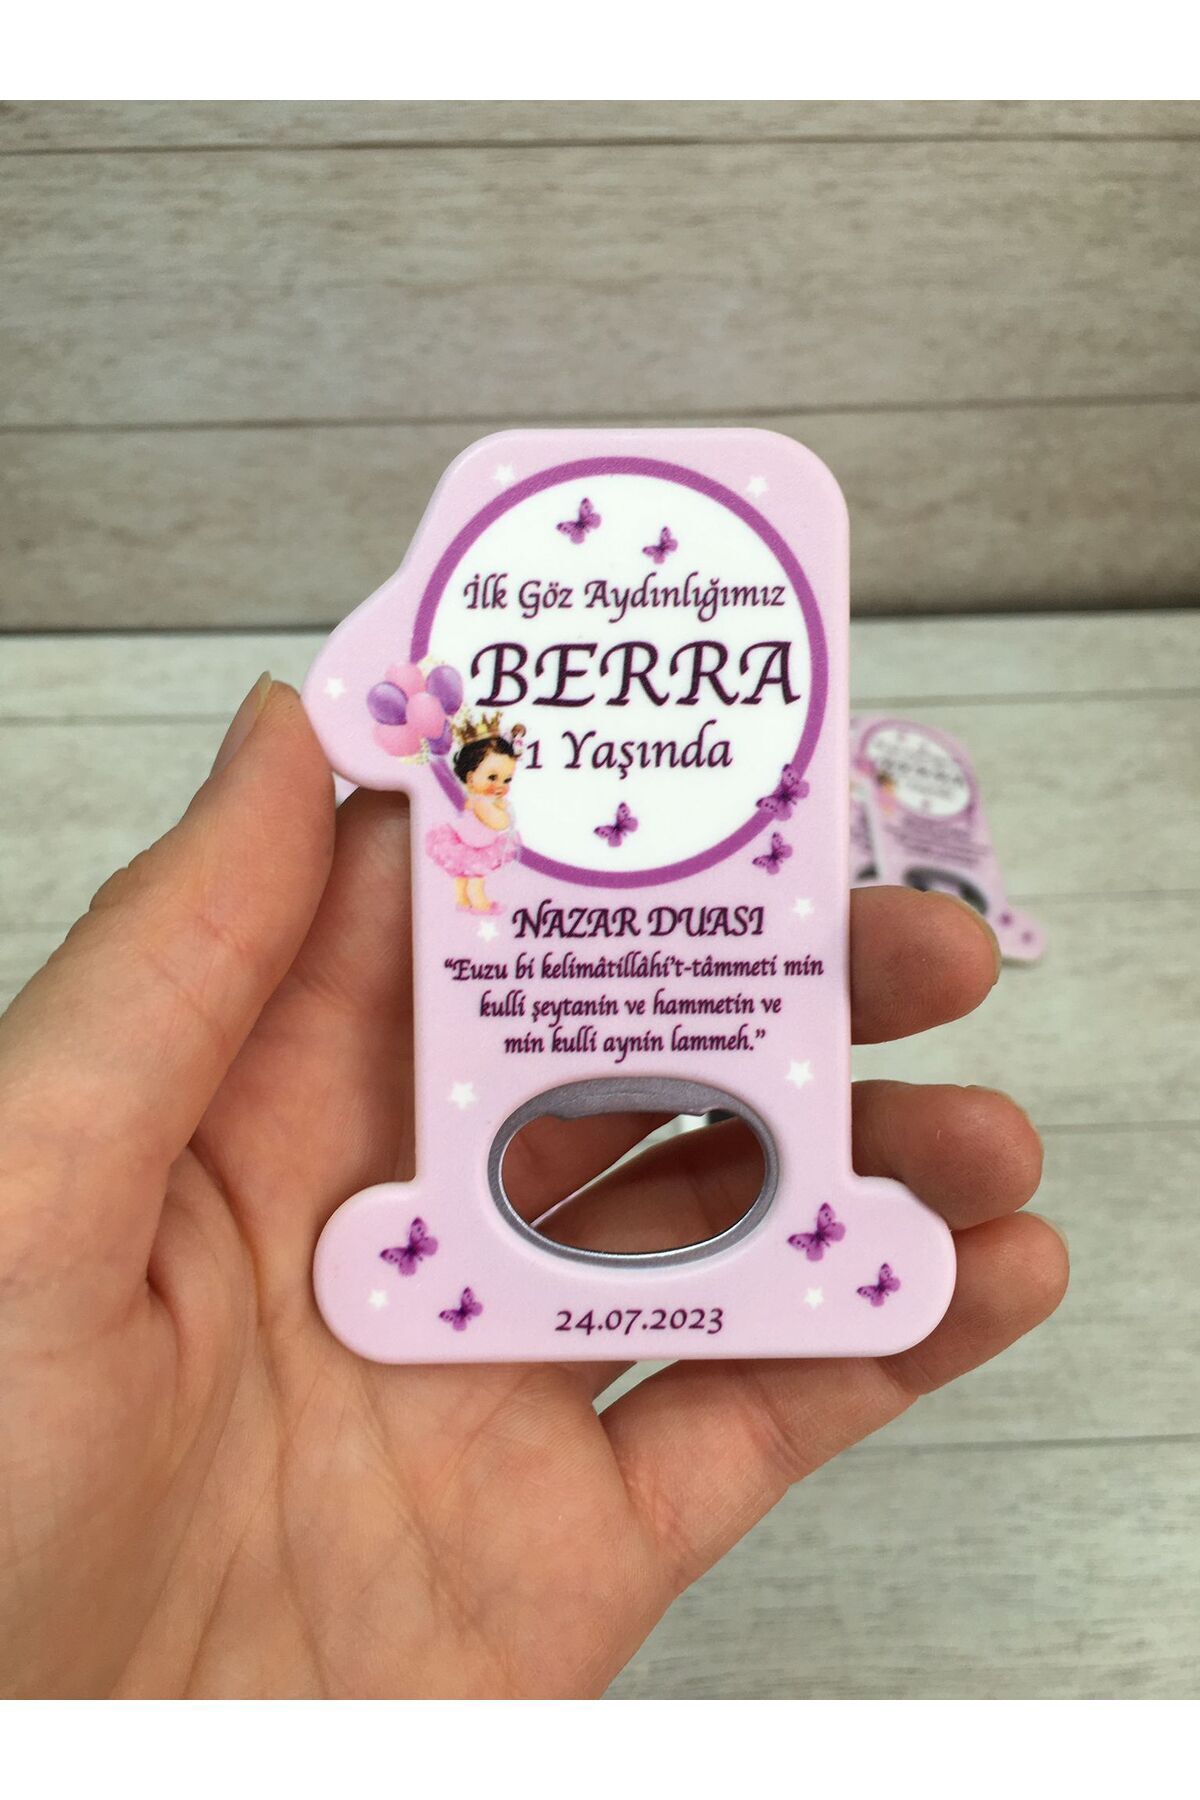 İlk Göz Aydınlığımız
BERRA
1 Yaşında
NAZAR DUASI
“Euzu bi kelimâtillâhi't-tâmmeti min
kulli şeytanin ve hammetin ve
min kulli aynin lammeh.”
24.07.2023
BERRA